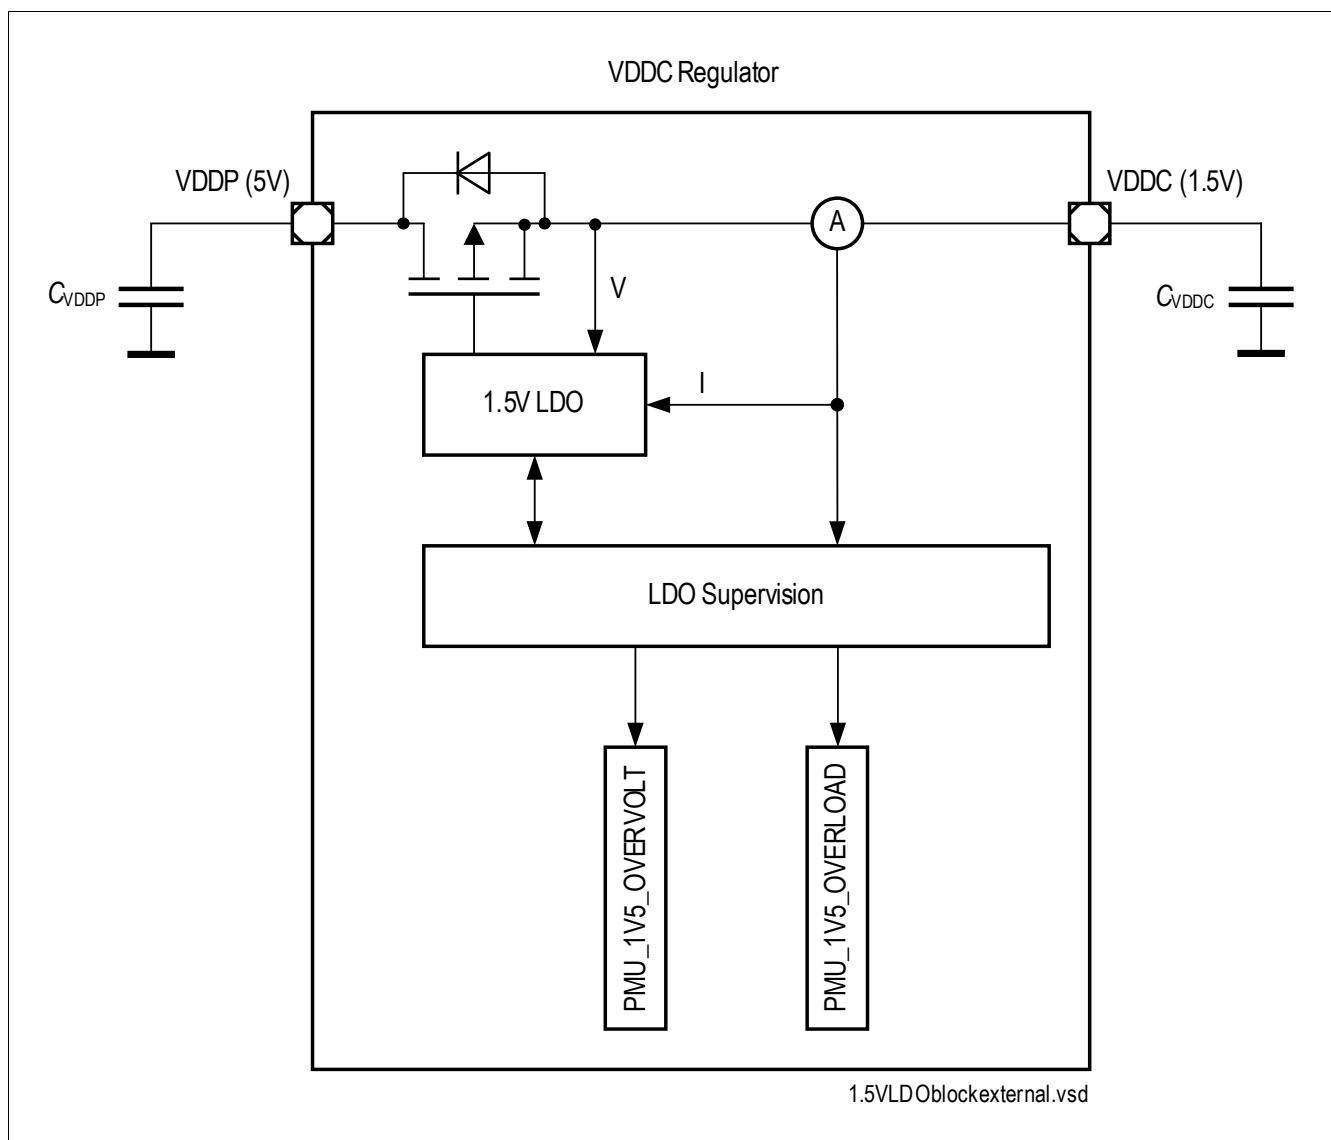 VDDC Regulator
VDDP (5V)
VDDC (1.5V)
A
CVDDP
V
CVDDC
I
1.5V LDO
LDO Supervision
PMU_1V5_OVERVOLT
PMU_1V5_OVERLOAD
1.5VLDOblockexternal.vsd